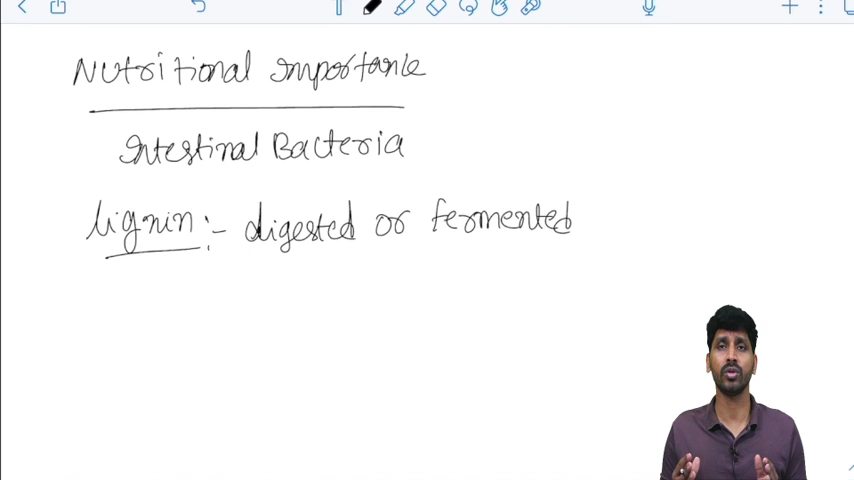 Nutritional Importance
Intestinal Bacteria
lignin :- digested or fermented